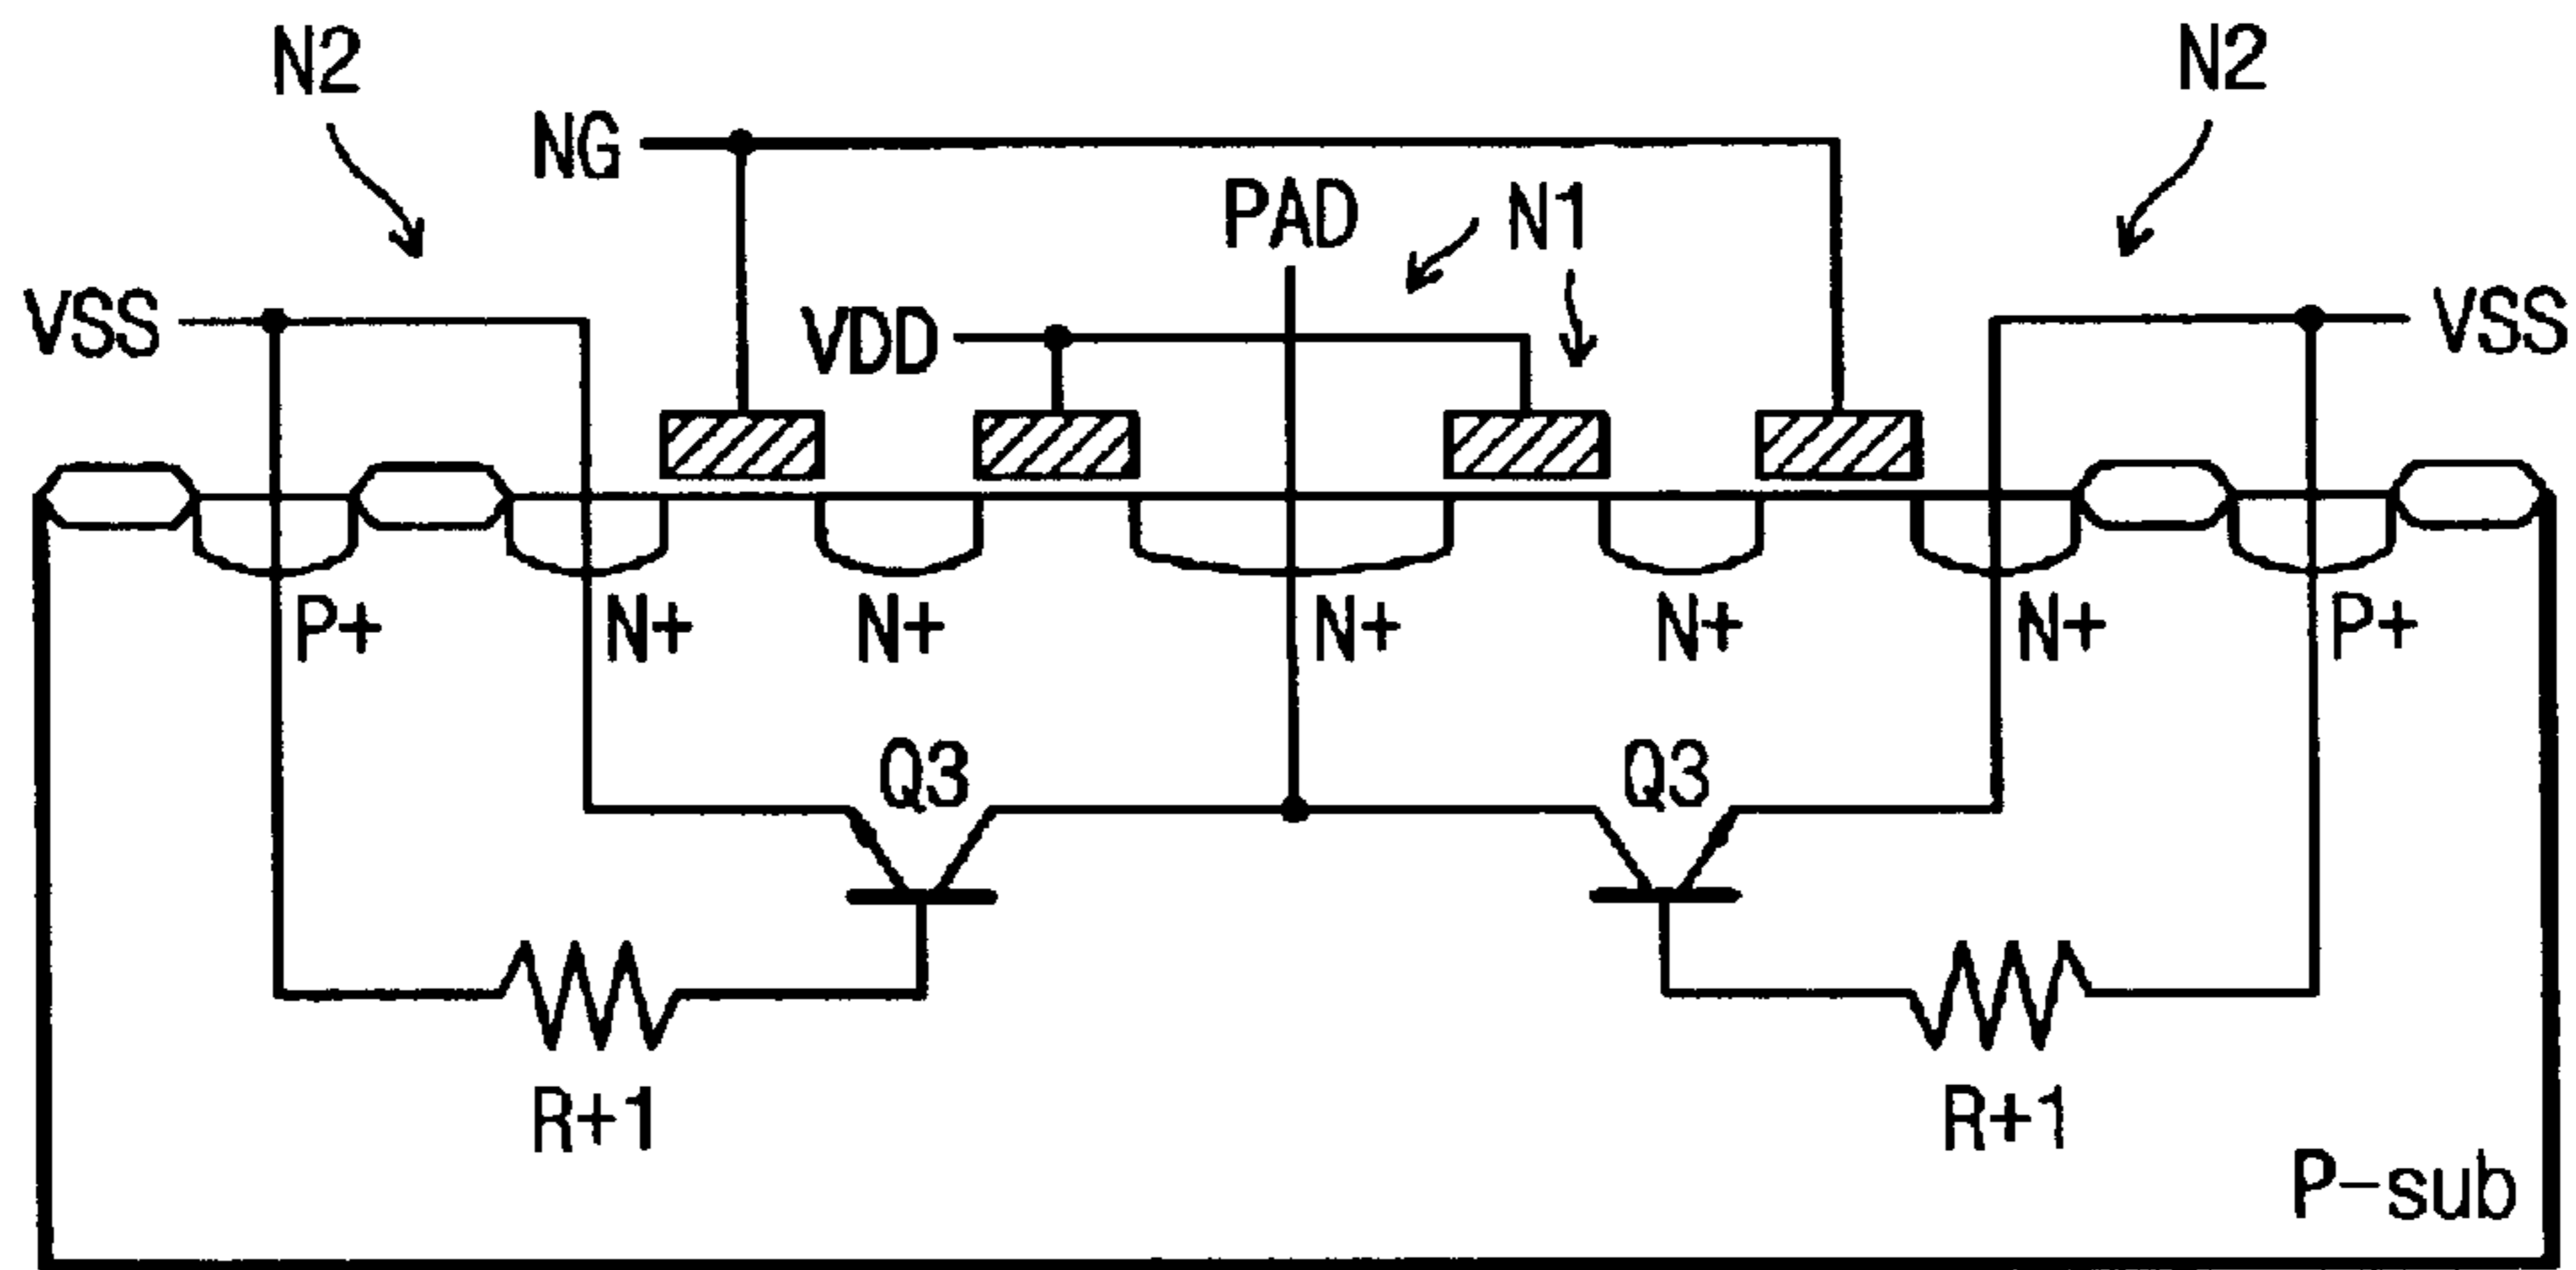 N2
N2
NG
PAD
N1
VSS
VDD
VSS
P+
N+
N+
N+
N+
N+
P+
Q3
Q3
R+1
R+1
P-sub